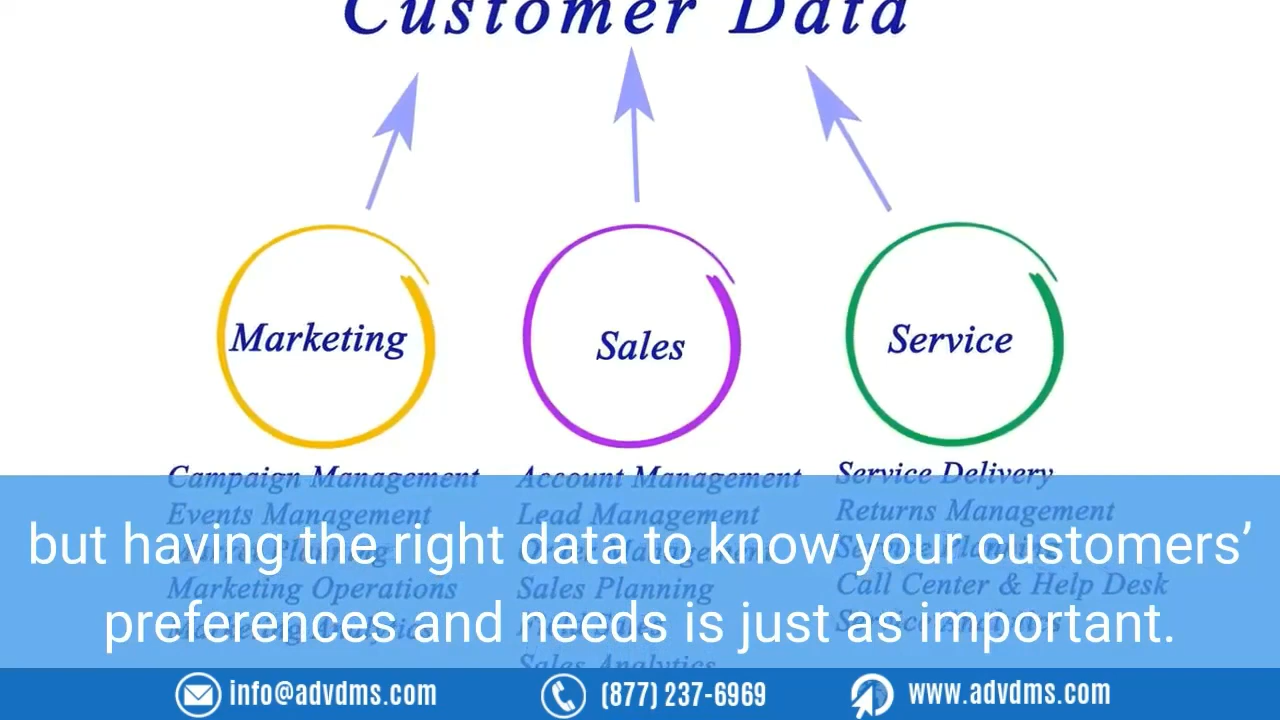 Customer Data
Marketing
Sales
Service
Campaign Management
Events Management
Marketing Operations
Account Management
Lead Management
Sales Planning
Sales Analytics
Service Delivery
Returns Management
Call Center & Help Desk
but having the right data to know your customers’
preferences and needs is just as important.
info@advdms.com
(877) 237-6969
www.advdms.com